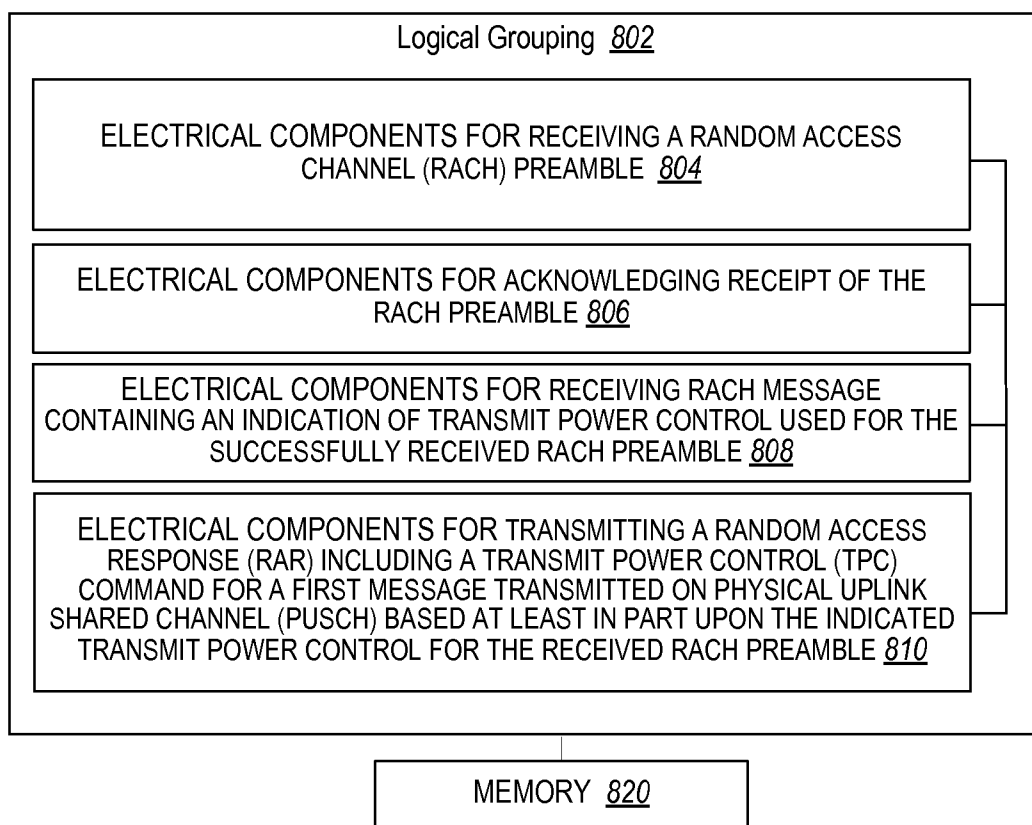 Logical Grouping 802
ELECTRICAL COMPONENTS FOR RECEIVING A RANDOM ACCESS
CHANNEL (RACH) PREAMBLE 804
ELECTRICAL COMPONENTS FOR ACKNOWLEDGING RECEIPT OF THE
RACH PREAMBLE 806
ELECTRICAL COMPONENTS FOR RECEIVING RACH MESSAGE
CONTAINING AN INDICATION OF TRANSMIT POWER CONTROL USED FOR THE
SUCCESSFULLY RECEIVED RACH PREAMBLE 808
ELECTRICAL COMPONENTS FOR TRANSMITTING A RANDOM ACCESS
RESPONSE (RAR) INCLUDING A TRANSMIT POWER CONTROL (TPC)
COMMAND FOR A FIRST MESSAGE TRANSMITTED ON PHYSICAL UPLINK
SHARED CHANNEL (PUSCH) BASED AT LEAST IN PART UPON THE INDICATED
TRANSMIT POWER CONTROL FOR THE RECEIVED RACH PREAMBLE 810
MEMORY 820